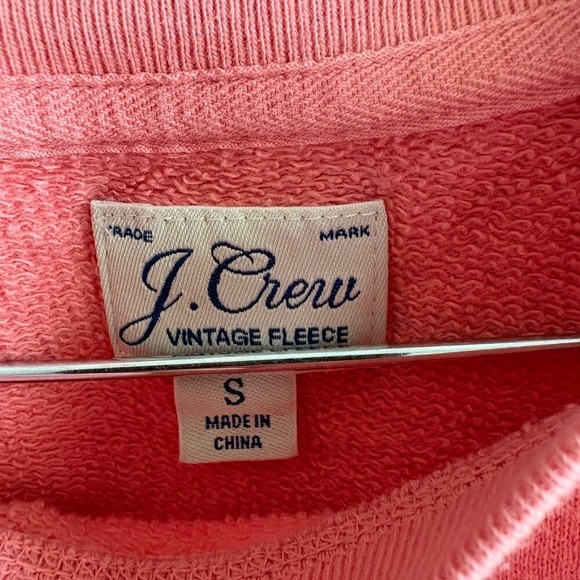 TRADE MARK
J.Crew
VINTAGE FLEECE
S
MADE IN
CHINA